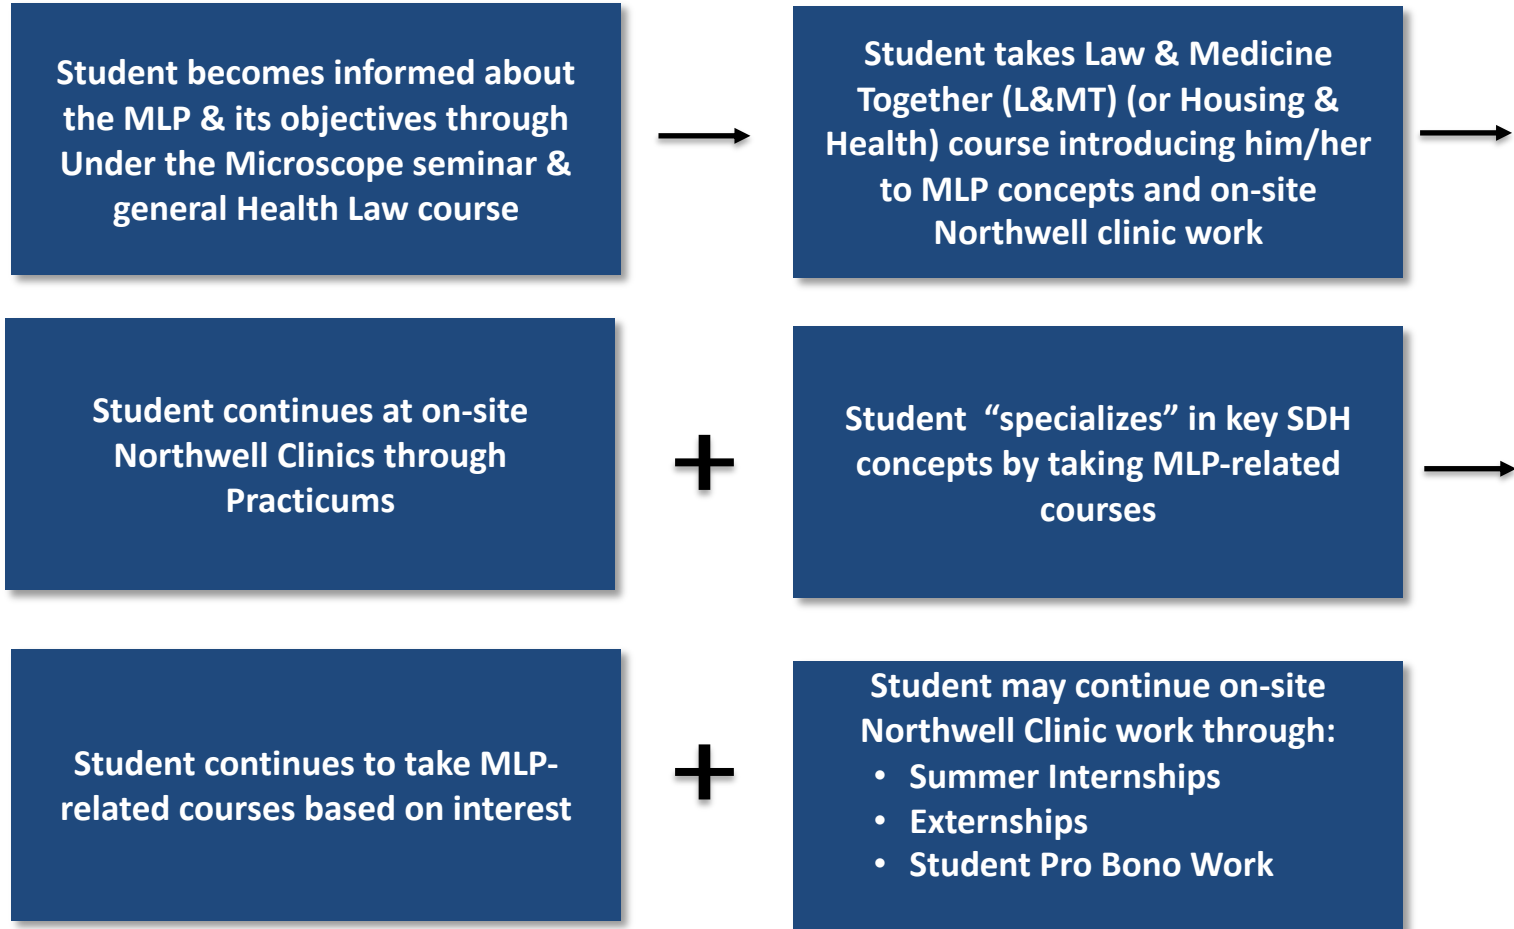 Student becomes informed about
the MLP & its objectives through
Under the Microscope seminar &
general Health Law course
Student takes Law & Medicine
Together (L&MT) (or Housing &
Health) course introducing him/her
to MLP concepts and on-site
Northwell clinic work
Student continues at on-site
Northwell Clinics through
Practicums
+
Student “specializes” in key SDH
concepts by taking MLP-related
courses
Student continues to take MLP-
related courses based on interest
+
Student may continue on-site
Northwell Clinic work through:
• Summer Internships
• Externships
• Student Pro Bono Work